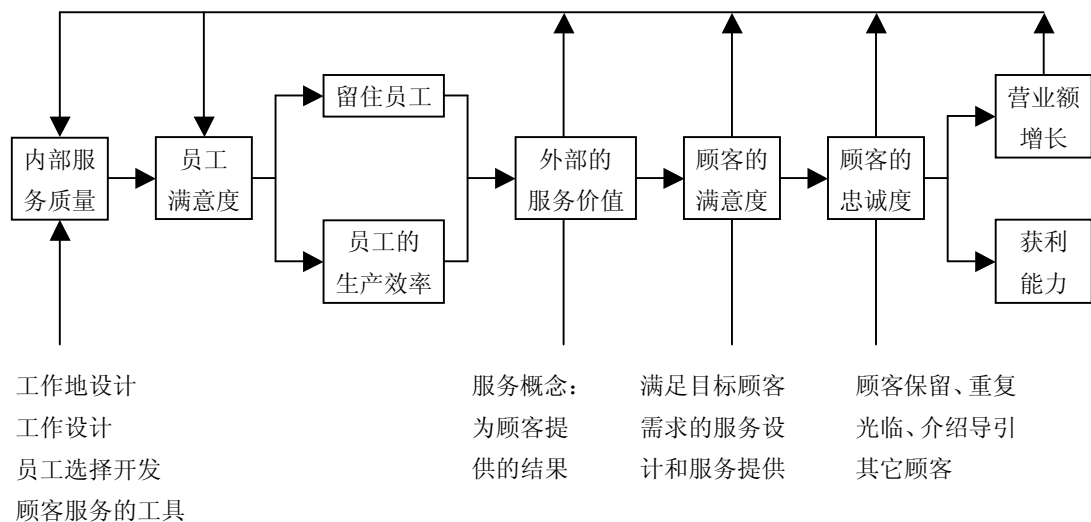 留住员工
营业额
增长
内部服
务质量
员工
满意度
外部的
服务价值
顾客的
满意度
顾客的
忠诚度
员工的
生产效率
获利
能力
工作地设计
工作设计
员工选择开发
顾客服务的工具
服务概念：
为顾客提
供的结果
满足目标顾客
需求的服务设
计和服务提供
顾客保留、重复
光临、介绍导引
其它顾客